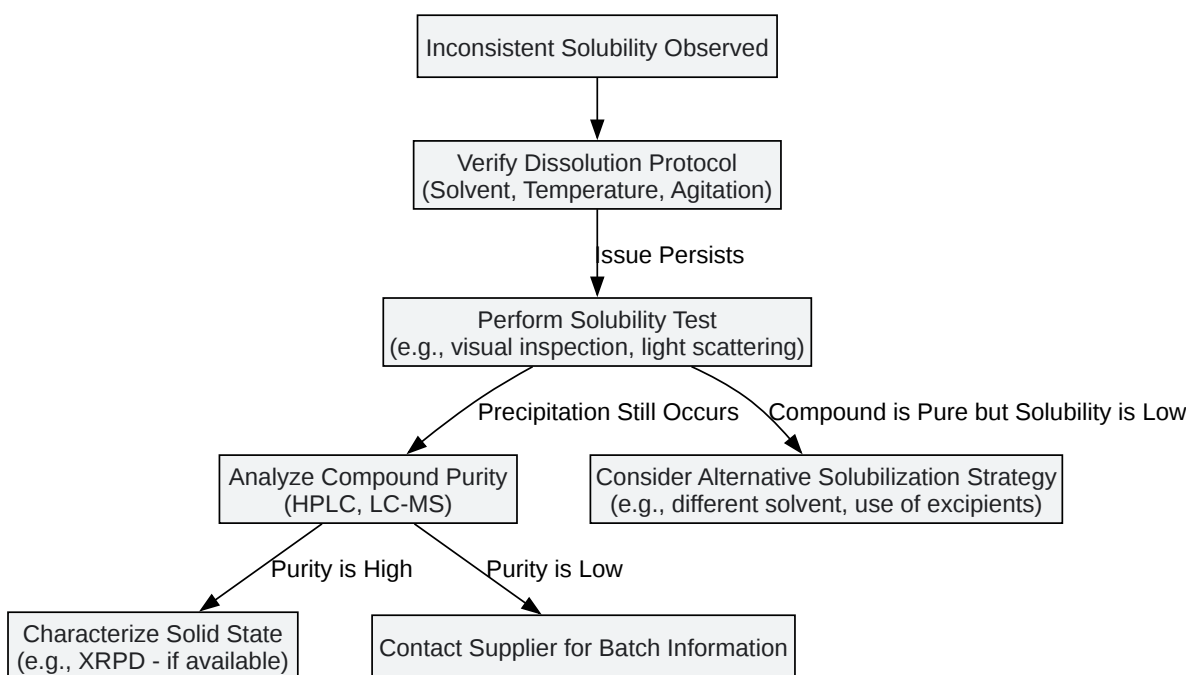 Inconsistent Solubility Observed
Verify Dissolution Protocol
(Solvent, Temperature, Agitation)
Issue Persists
Perform Solubility Test
(e.g., visual inspection, light scattering)
Precipitation Still Occurs
Compound is Pure but Solubility is Low
Analyze Compound Purity
(HPLC, LC-MS)
Consider Alternative Solubilization Strategy
(e.g., different solvent, use of excipients)
Purity is High
Purity is Low
Characterize Solid State
(e.g., XRPD - if available)
Contact Supplier for Batch Information